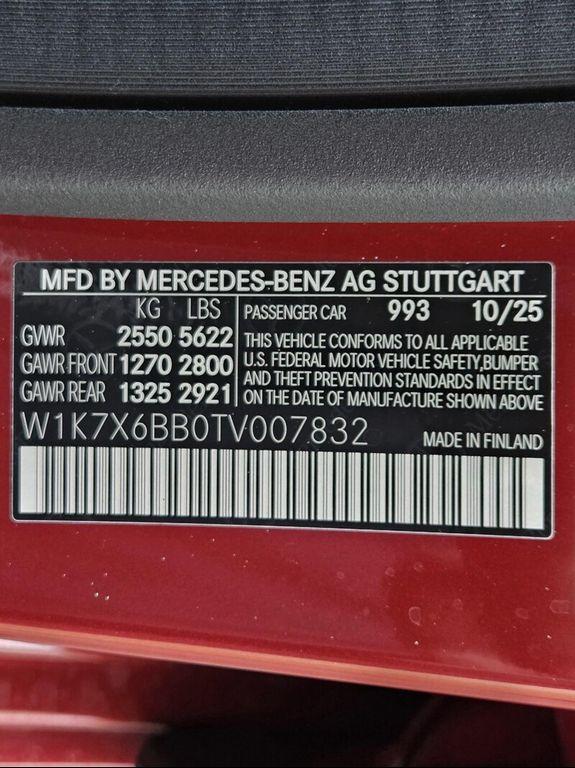 MFD BY MERCEDES-BENZ AG STUTTGART
KG LBS
GVWR 2550 5622
GAWR FRONT 1270 2800
GAWR REAR 1325 2921
PASSENGER CAR 993 10/25
THIS VEHICLE CONFORMS TO ALL APPLICABLE
U.S. FEDERAL MOTOR VEHICLE SAFETY,BUMPER
AND THEFT PREVENTION STANDARDS IN EFFECT
ON THE DATE OF MANUFACTURE SHOWN ABOVE.
W1K7X6BB0TV007832
MADE IN FINLAND